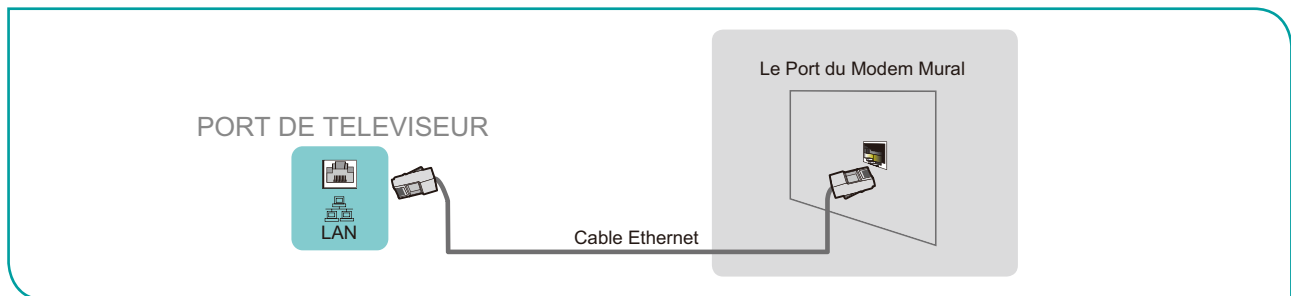 Le Port du Modem Mural
PORT DE TELEVISEUR
LAN
Cable Ethernet